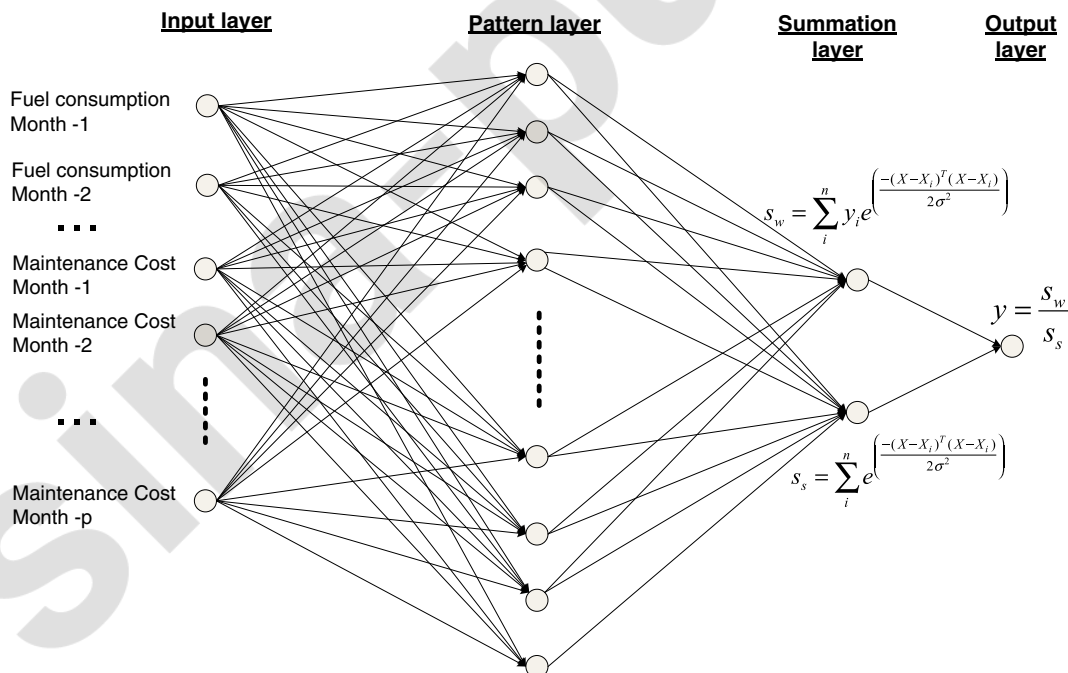 Input layer
Pattern layer
Summation
layer
Output
layer
Fuel consumption
Month -1
Fuel consumption
Month -2
...
Maintenance Cost
Month -1
Maintenance Cost
Month -2
...
Maintenance Cost
Month -p
s_w = \sum_i^n y_i e^{\left(\frac{-(X-X_i)^T(X-X_i)}{2\sigma^2}\right)}
y = \frac{s_w}{s_s}
s_s = \sum_i^n e^{\left(\frac{-(X-X_i)^T(X-X_i)}{2\sigma^2}\right)}